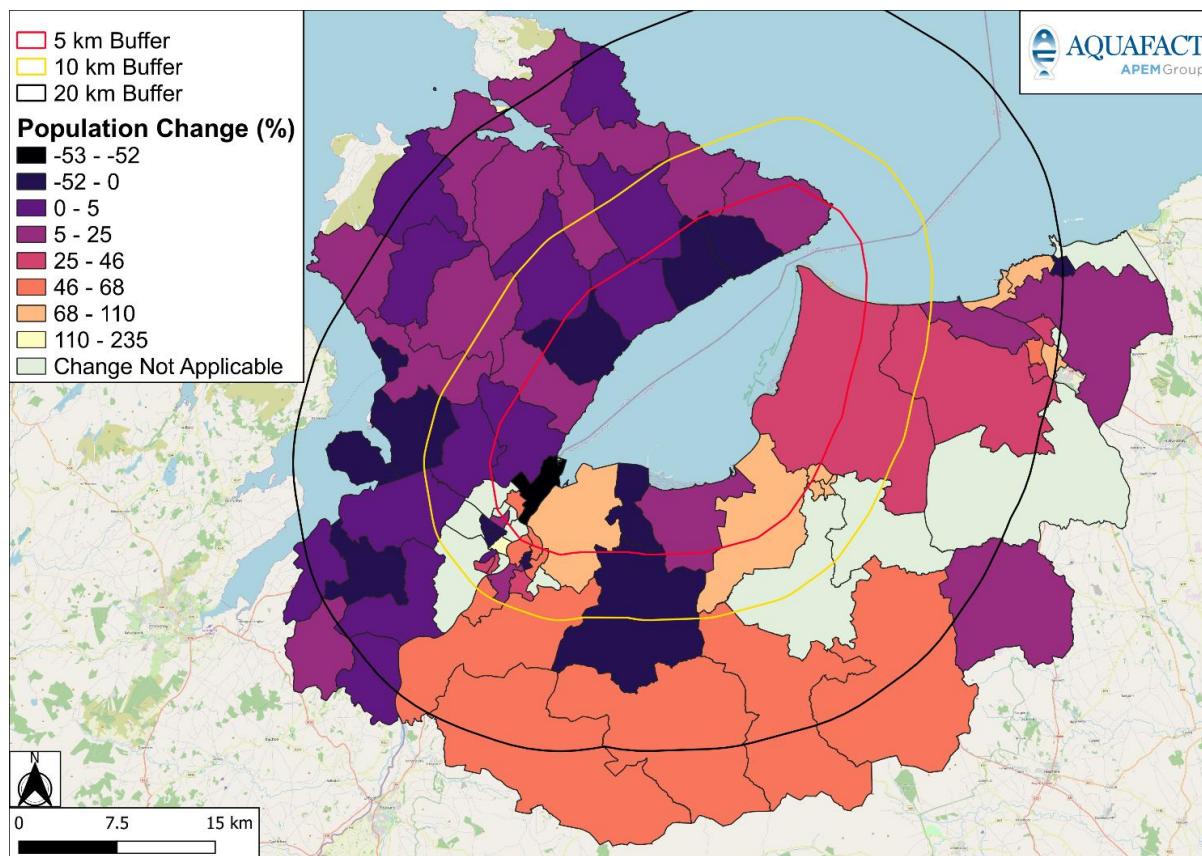 5 km Buffer
10 km Buffer
20 km Buffer
Population Change (%)
-53 - -52
-52 - 0
0 - 5
5 - 25
25 - 46
46 - 68
68 - 110
110 - 235
Change Not Applicable
AQUAFACT
APEM Group
N
0 7.5 15 km